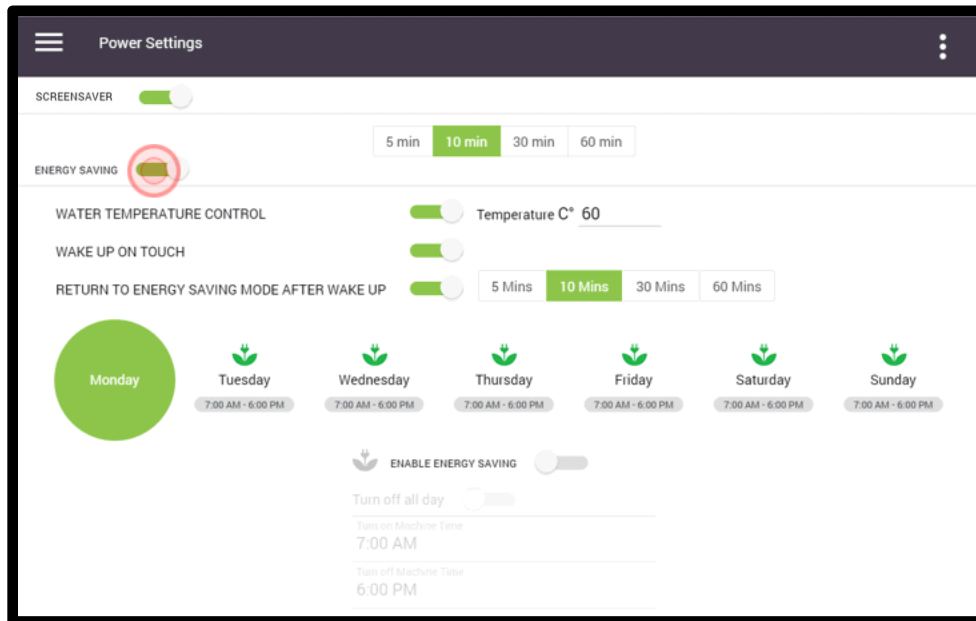 Power Settings
SCREENSAVER
5 min 10 min 30 min 60 min
ENERGY SAVING
WATER TEMPERATURE CONTROL Temperature C° 60
WAKE UP ON TOUCH
RETURN TO ENERGY SAVING MODE AFTER WAKE UP 5 Mins 10 Mins 30 Mins 60 Mins
Monday Tuesday Wednesday Thursday Friday Saturday Sunday
7:00 AM - 6:00 PM 7:00 AM - 6:00 PM 7:00 AM - 6:00 PM 7:00 AM - 6:00 PM 7:00 AM - 6:00 PM 7:00 AM - 6:00 PM
ENABLE ENERGY SAVING
Turn off all day
Turn on Machine Time
7:00 AM
Turn off Machine Time
6:00 PM